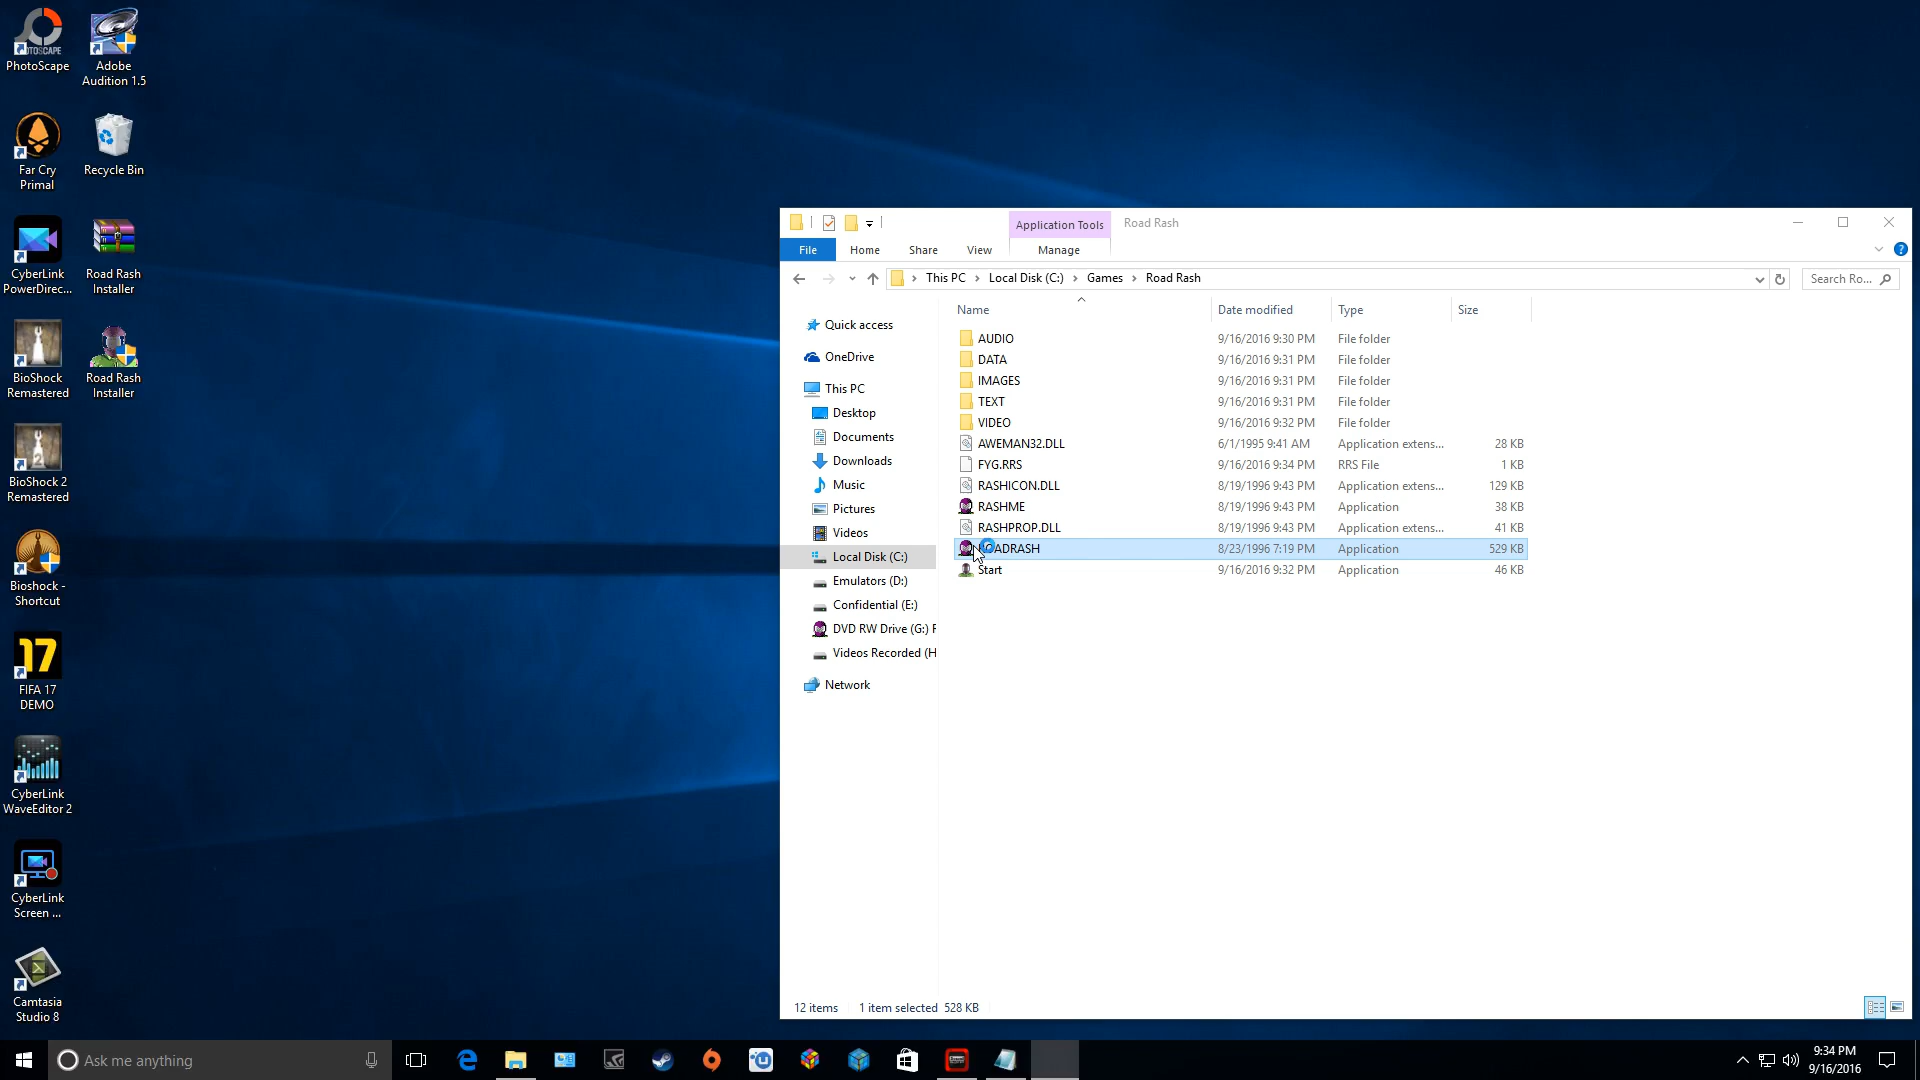 PhotoScape
Adobe
Audition 1.5
Far Cry
Primal
Recycle Bin
CyberLink
PowerDirec...
Road Rash
Installer
BioShock
Remastered
Road Rash
Installer
2
BioShock 2
Remastered
Bioshock -
Shortcut
17
FIFA 17
DEMO
CyberLink
WaveEditor 2
CyberLink
Screen ...
Camtasia
Studio 8
Application Tools
Road Rash
File
Home
Share
View
Manage
This PC
Local Disk (C:)
Games
Road Rash
Search Ro...
Quick access
OneDrive
This PC
Desktop
Documents
Downloads
Music
Pictures
Videos
Local Disk (C:)
Emulators (D:)
Confidential (E:)
DVD RW Drive (G:) F
Videos Recorded (H
Network
Name Date modified Type Size
AUDIO 9/16/2016 9:30 PM File folder
DATA 9/16/2016 9:31 PM File folder
IMAGES 9/16/2016 9:31 PM File folder
TEXT 9/16/2016 9:31 PM File folder
VIDEO 9/16/2016 9:32 PM File folder
AWEMAN32.DLL 6/1/1995 9:41 AM Application extens... 28 KB
FYG.RRS 9/16/2016 9:34 PM RRS File 1 KB
RASHICON.DLL 8/19/1996 9:43 PM Application extens... 129 KB
RASHME 8/19/1996 9:43 PM Application 38 KB
RASHPROP.DLL 8/19/1996 9:43 PM Application extens... 41 KB
ROADRASH 8/23/1996 7:19 PM Application 529 KB
Start 9/16/2016 9:32 PM Application 46 KB
12 items 1 item selected 528 KB
Ask me anything
9:34 PM
9/16/2016